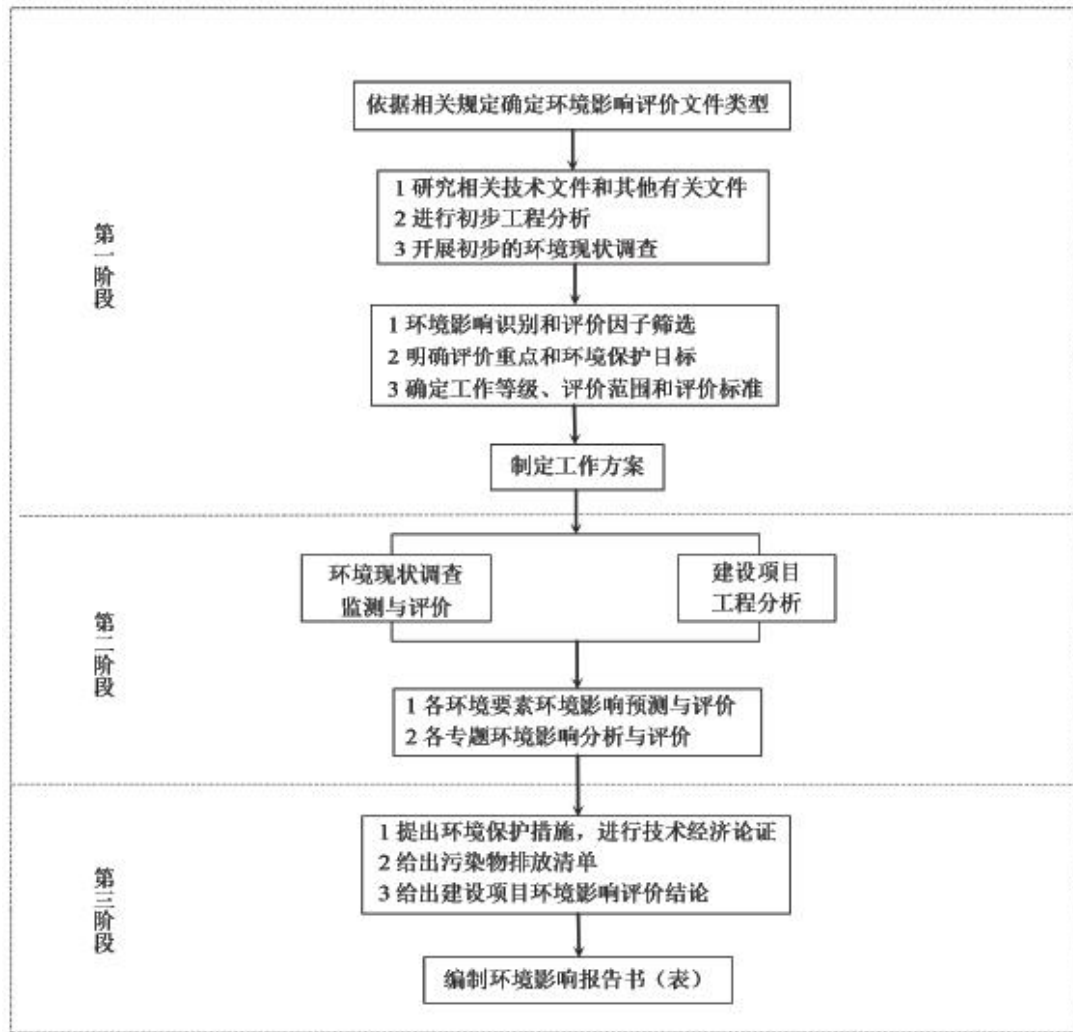 依据相关规定确定环境影响评价文件类型
1 研究相关技术文件和其他有关文件
2 进行初步工程分析
3 开展初步的环境现状调查
第一阶段
1 环境影响识别和评价因子筛选
2 明确评价重点和环境保护目标
3 确定工作等级、评价范围和评价标准
制定工作方案
环境现状调查
监测与评价
建设项目
工程分析
第二阶段
1 各环境要素环境影响预测与评价
2 各专题环境影响分析与评价
1 提出环境保护措施，进行技术经济论证
2 给出污染物排放清单
3 给出建设项目环境影响评价结论
第三阶段
编制环境影响报告书（表）